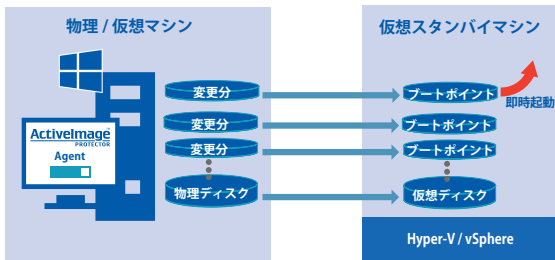 物理 / 仮想マシン
ActiveImage
PROTECTOR
Agent
変更分
変更分
変更分
物理ディスク
仮想スタンバイマシン
ブートポイント
即時起動
ブートポイント
ブートポイント
仮想ディスク
Hyper-V / vSphere